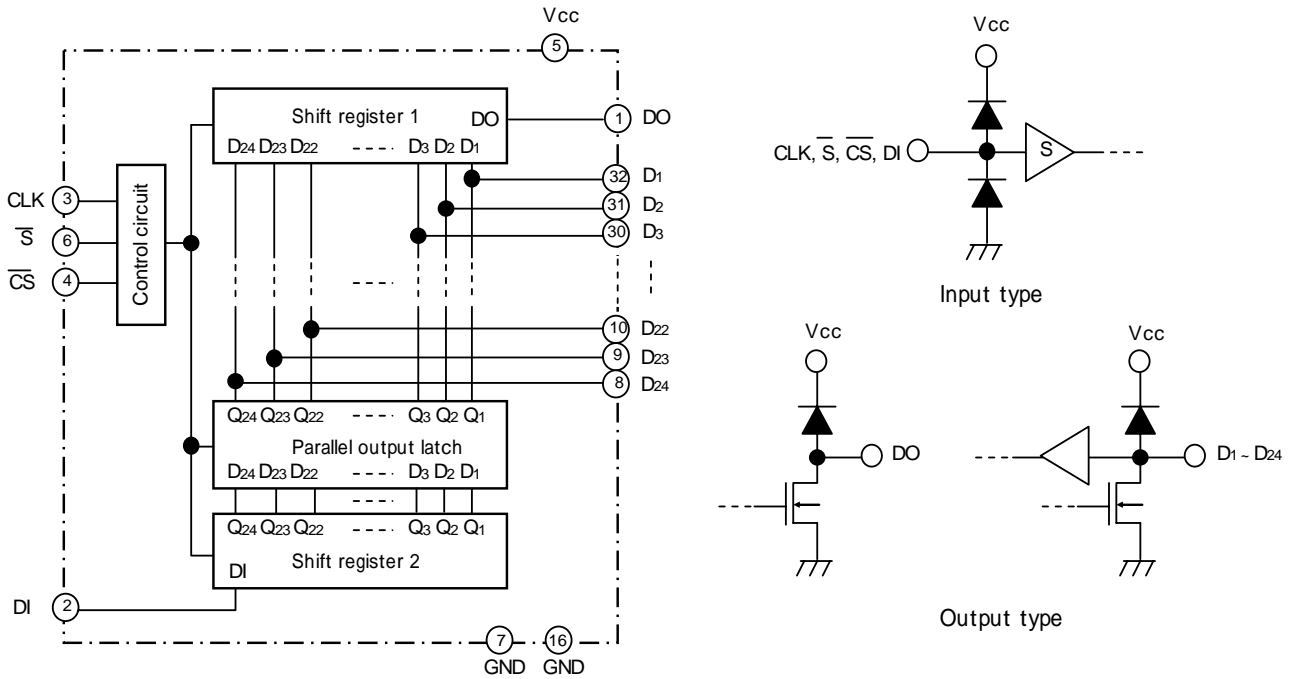 Vcc
5
Shift register 1
DO
1 DO
D24 D23 D22 D3 D2 D1
32 D1
31 D2
30 D3
CLK 3
S̅ 6
C̅S̅ 4
Control circuit
10 D22
9 D23
8 D24
Q24 Q23 Q22 Q3 Q2 Q1
Parallel output latch
D24 D23 D22 D3 D2 D1
Q24 Q23 Q22 Q3 Q2 Q1
Shift register 2
DI
DI 2
7 16
GND GND
Vcc
CLK, S̅, C̅S̅, DI
S
Input type
Vcc
DO
Vcc
D1 ~ D24
Output type